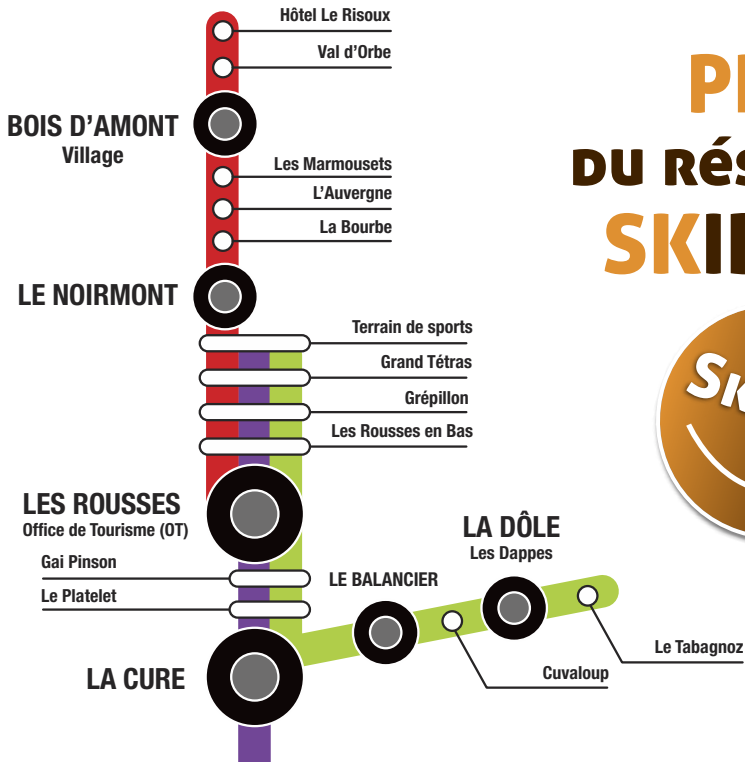 Hôtel Le Risoux
Val d'Orbe
BOIS D'AMONT
Village
Les Marmousets
L'Auvergne
La Bourbe
LE NOIRMONT
Terrain de sports
Grand Tétras
Grépillon
Les Rousses en Bas
LES ROUSSES
Office de Tourisme (OT)
Gai Pinson
Le Platelet
LA CURE
LE BALANCIER
LA DÔLE
Les Dappes
Cuvaloup
Le Tabagnoz
DU